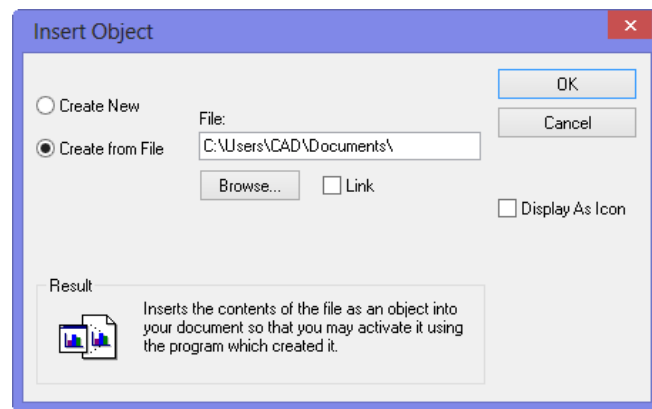 Insert Object
Create New
Create from File
File:
C:\Users\CAD\Documents\
Browse...
Link
OK
Cancel
Display As Icon
Result
Inserts the contents of the file as an object into
your document so that you may activate it using
the program which created it.